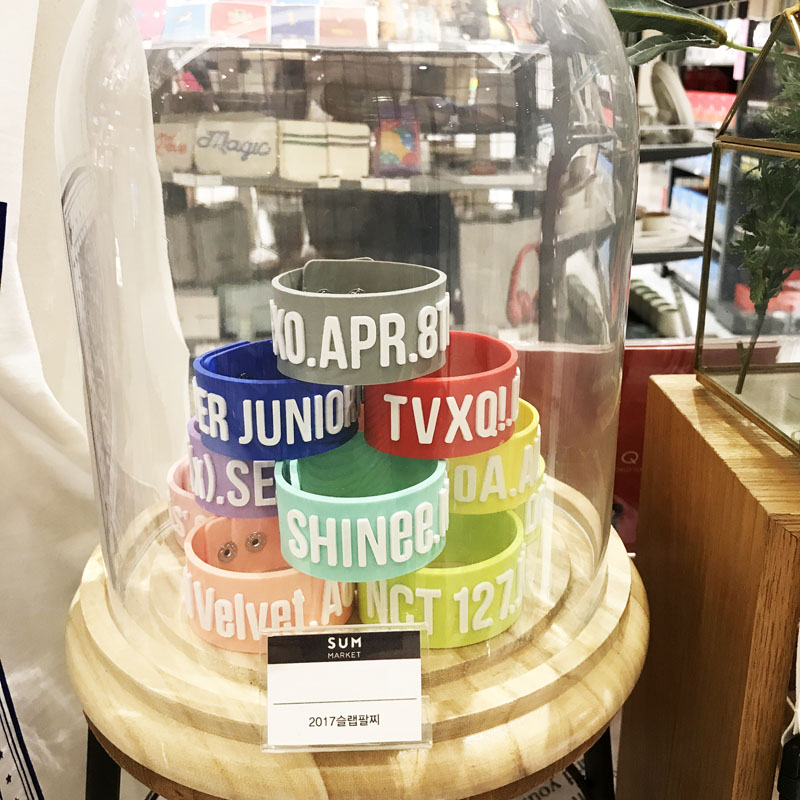 Magic
XO.APR.8T
ER JUNIOR
TVXQ!.
x).SE
oA.A
SHINee.
Velvet.A
NCT 127.
SUM
MARKET
2017슬랩팔찌